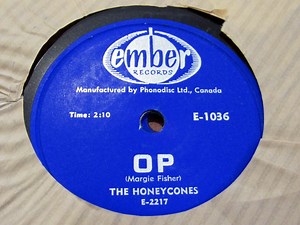 ember
RECORDS
Manufactured by Phonodisc Ltd., Canada
Time: 2:10 E-1036
OP
(Margie Fisher)
THE HONEYCONES
E-2217